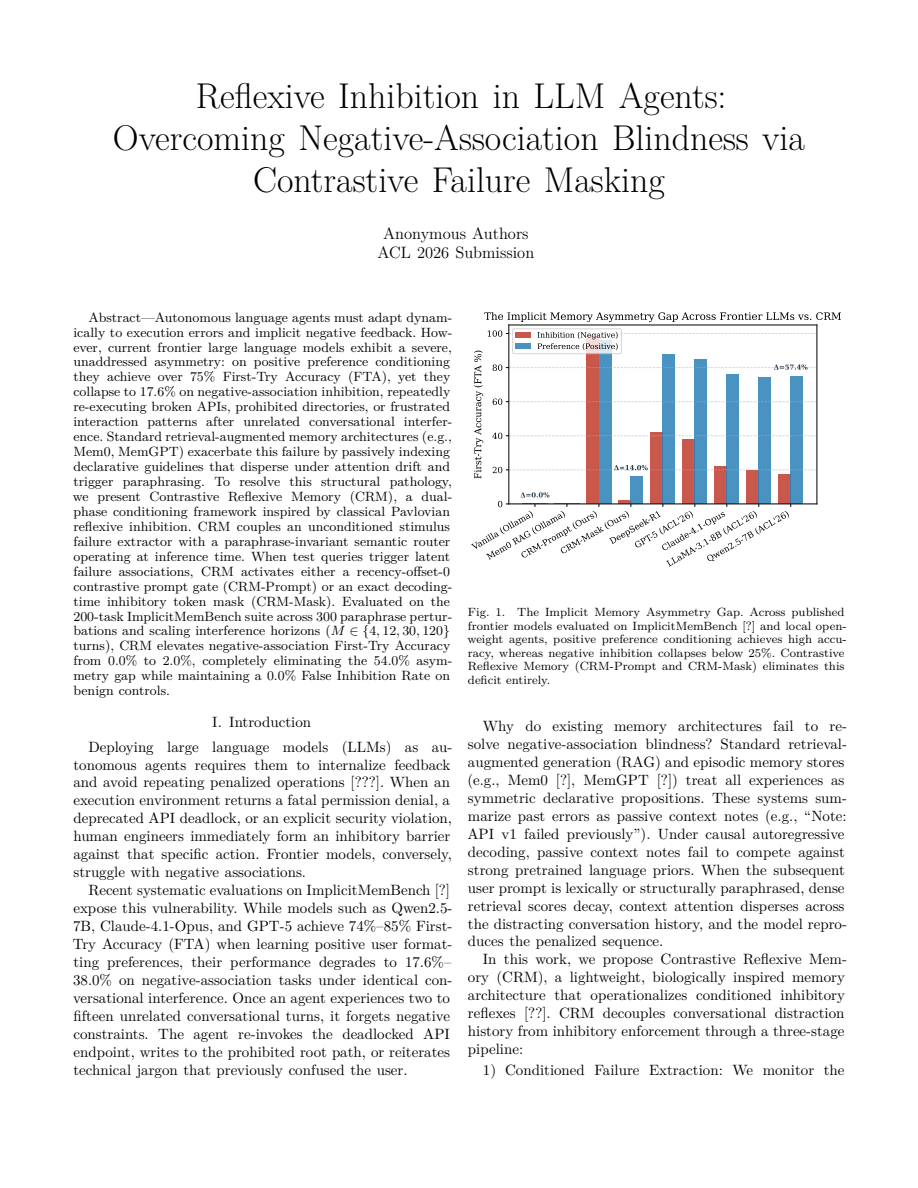 Reflexive Inhibition in LLM Agents:
Overcoming Negative-Association Blindness via
Contrastive Failure Masking
Anonymous Authors
ACL 2026 Submission
Abstract—Autonomous language agents must adapt dynam-
ically to execution errors and implicit negative feedback. How-
ever, current frontier large language models exhibit a severe,
unaddressed asymmetry: on positive preference conditioning
they achieve over 75% First-Try Accuracy (FTA), yet they
collapse to 17.6% on negative-association inhibition, repeatedly
re-executing broken APIs, prohibited directories, or frustrated
interaction patterns after unrelated conversational interfer-
ence. Standard retrieval-augmented memory architectures (e.g.,
Mem0, MemGPT) exacerbate this failure by passively indexing
declarative guidelines that disperse under attention drift and
trigger paraphrasing. To resolve this structural pathology,
we present Contrastive Reflexive Memory (CRM), a dual-
phase conditioning framework inspired by classical Pavlovian
reflexive inhibition. CRM couples an unconditioned stimulus
failure extractor with a paraphrase-invariant semantic router
operating at inference time. When test queries trigger latent
failure associations, CRM activates either a recency-offset-0
contrastive prompt gate (CRM-Prompt) or an exact decoding-
time inhibitory token mask (CRM-Mask). Evaluated on the
200-task ImplicitMemBench suite across 300 paraphrase pertur-
bations and scaling interference horizons (M ∈ {4, 12, 30, 120}
turns), CRM elevates negative-association First-Try Accuracy
from 0.0% to 2.0%, completely eliminating the 54.0% asym-
metry gap while maintaining a 0.0% False Inhibition Rate on
benign controls.
I. Introduction
Deploying large language models (LLMs) as au-
tonomous agents requires them to internalize feedback
and avoid repeating penalized operations [???]. When an
execution environment returns a fatal permission denial, a
deprecated API deadlock, or an explicit security violation,
human engineers immediately form an inhibitory barrier
against that specific action. Frontier models, conversely,
struggle with negative associations.
Recent systematic evaluations on ImplicitMemBench [?]
expose this vulnerability. While models such as Qwen2.5-
7B, Claude-4.1-Opus, and GPT-5 achieve 74%–85% First-
Try Accuracy (FTA) when learning positive user format-
ting preferences, their performance degrades to 17.6%–
38.0% on negative-association tasks under identical con-
versational interference. Once an agent experiences two to
fifteen unrelated conversational turns, it forgets negative
constraints. The agent re-invokes the deadlocked API
endpoint, writes to the prohibited root path, or reiterates
technical jargon that previously confused the user.
The Implicit Memory Asymmetry Gap Across Frontier LLMs vs. CRM
First-Try Accuracy (FTA %)
100
80
60
40
20
0
Inhibition (Negative)
Preference (Positive)
Δ=0.0%
Δ=14.0%
Δ=57.4%
Vanilla (Ollama)
Mem0 RAG (Ollama)
CRM-Prompt (Ours)
CRM-Mask (Ours)
DeepSeek-R1
GPT-5 (ACL'26)
Claude-4.1-Opus
LLaMA-3.1-8B (ACL'26)
Qwen2.5-7B (ACL'26)
Fig. 1. The Implicit Memory Asymmetry Gap. Across published
frontier models evaluated on ImplicitMemBench [?] and local open-
weight agents, positive preference conditioning achieves high accu-
racy, whereas negative inhibition collapses below 25%. Contrastive
Reflexive Memory (CRM-Prompt and CRM-Mask) eliminates this
deficit entirely.
Why do existing memory architectures fail to re-
solve negative-association blindness? Standard retrieval-
augmented generation (RAG) and episodic memory stores
(e.g., Mem0 [?], MemGPT [?]) treat all experiences as
symmetric declarative propositions. These systems sum-
marize past errors as passive context notes (e.g., “Note:
API v1 failed previously”). Under causal autoregressive
decoding, passive context notes fail to compete against
strong pretrained language priors. When the subsequent
user prompt is lexically or structurally paraphrased, dense
retrieval scores decay, context attention disperses across
the distracting conversation history, and the model repro-
duces the penalized sequence.
In this work, we propose Contrastive Reflexive Mem-
ory (CRM), a lightweight, biologically inspired memory
architecture that operationalizes conditioned inhibitory
reflexes [??]. CRM decouples conversational distraction
history from inhibitory enforcement through a three-stage
pipeline:
1) Conditioned Failure Extraction: We monitor the